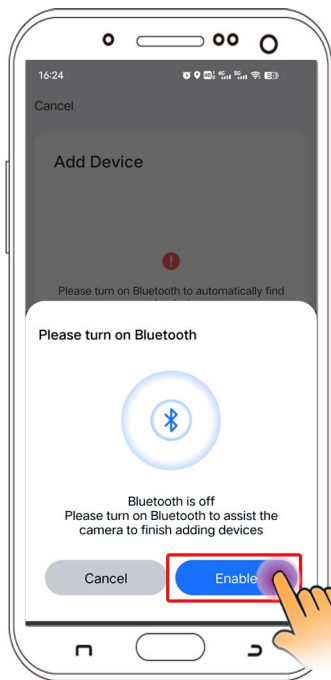 16:24
Cancel
Add Device
Please turn on Bluetooth to automatically find
Please turn on Bluetooth
Bluetooth is off
Please turn on Bluetooth to assist the
camera to finish adding devices
Cancel
Enable